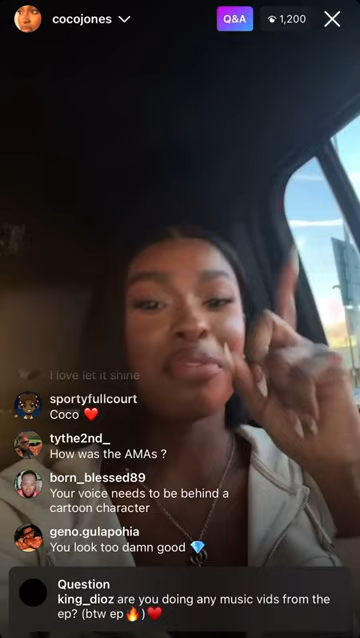 cocojones
Q&A
1,200
I love let it shine
sportyfullcourt
Coco ❤️
tythe2nd_
How was the AMAs ?
born_blessed89
Your voice needs to be behind a
cartoon character
geno.gulapohia
You look too damn good 💎
Question
king_dioz are you doing any music vids from the
ep? (btw ep🔥)❤️